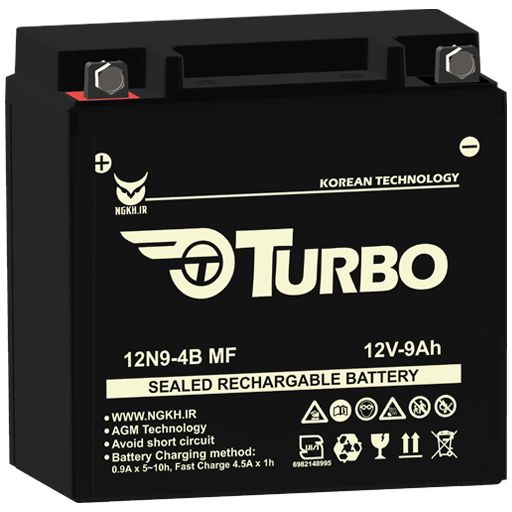 KOREAN TECHNOLOGY
NGKH.IR
TURBO
12N9-4B MF 12V-9Ah
SEALED RECHARGABLE BATTERY
• WWW.NGKH.IR
• AGM Technology
• Avoid short circuit
• Battery Charging method:
0.9A x 5~10h, Fast Charge 4.5A x 1h
6982148995